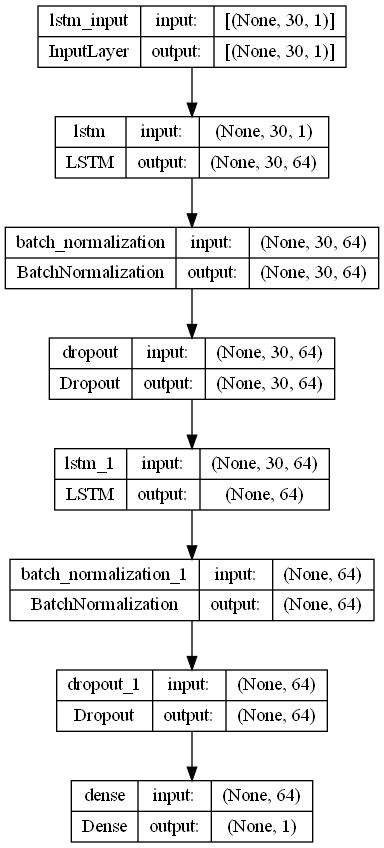 lstm_input input: [(None, 30, 1)]
InputLayer output: [(None, 30, 1)]
lstm input: (None, 30, 1)
LSTM output: (None, 30, 64)
batch_normalization input: (None, 30, 64)
BatchNormalization output: (None, 30, 64)
dropout input: (None, 30, 64)
Dropout output: (None, 30, 64)
lstm_1 input: (None, 30, 64)
LSTM output: (None, 64)
batch_normalization_1 input: (None, 64)
BatchNormalization output: (None, 64)
dropout_1 input: (None, 64)
Dropout output: (None, 64)
dense input: (None, 64)
Dense output: (None, 1)